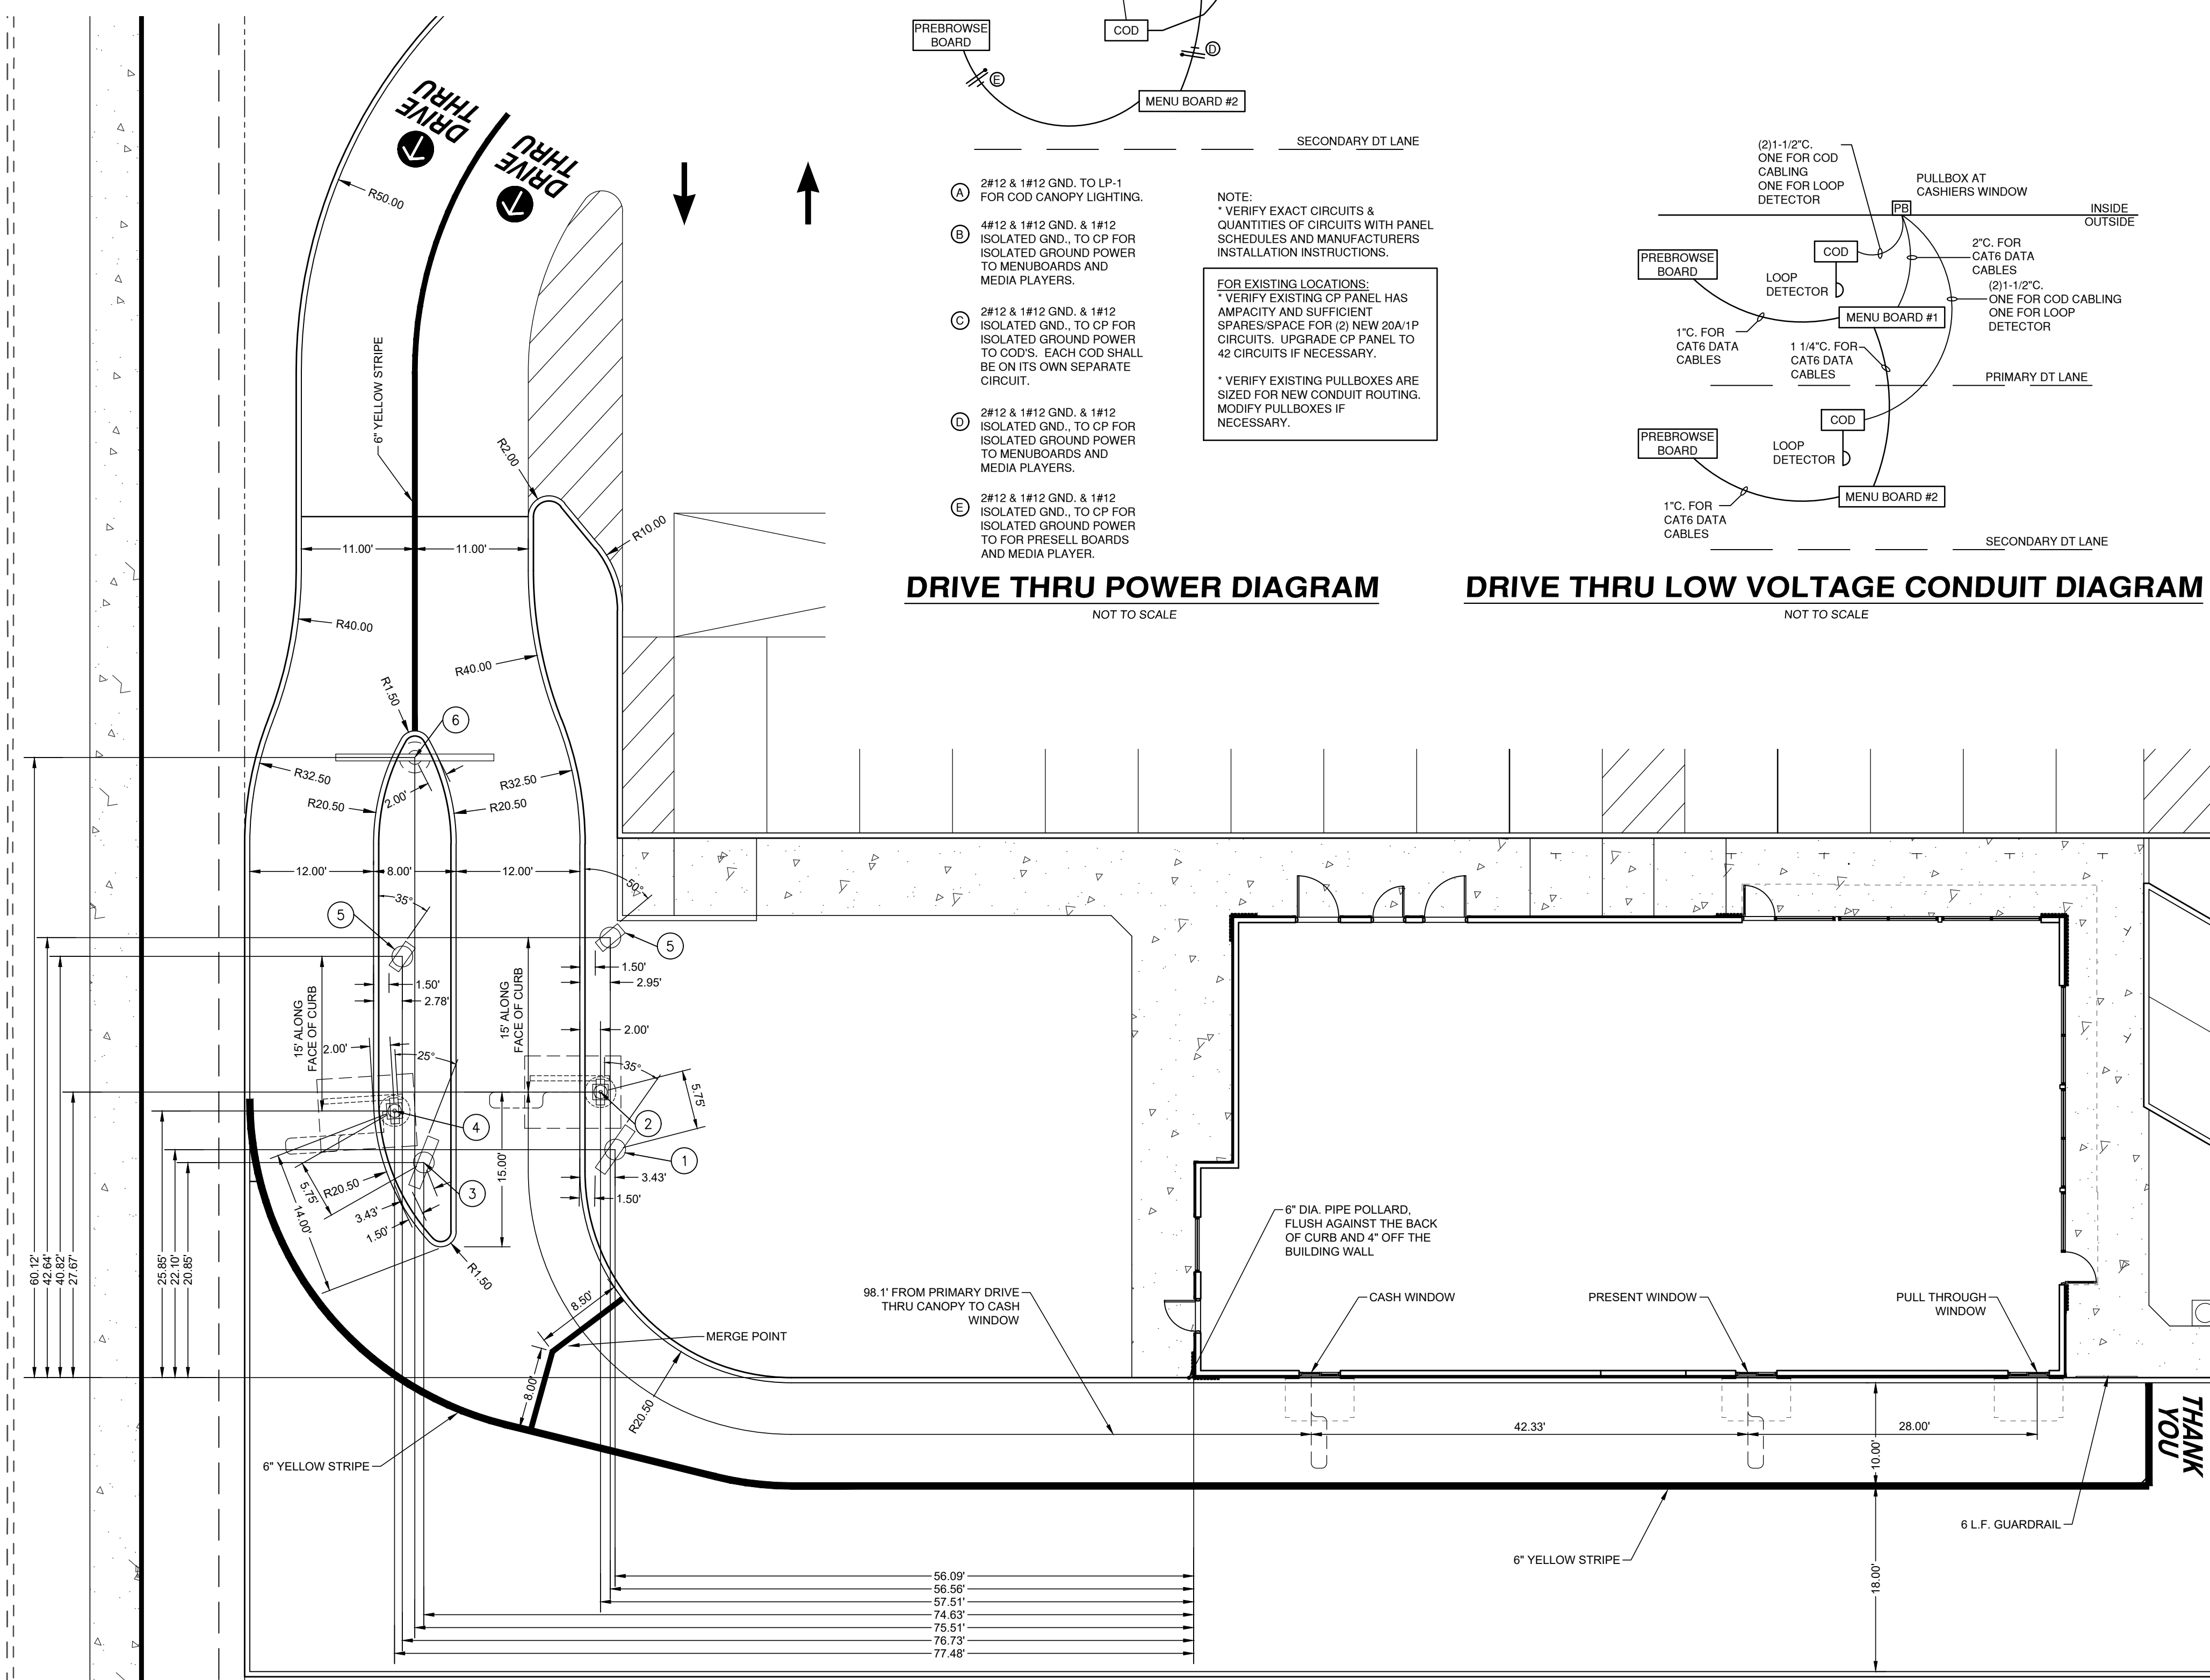 PREBROWSE
BOARD
COD
D
E
MENU BOARD #2
SECONDARY DT LANE
A
2#12 & 1#12 GND. TO LP-1
FOR COD CANOPY LIGHTING.
B
4#12 & 1#12 GND. & 1#12
ISOLATED GND., TO CP FOR
ISOLATED GROUND POWER
TO MENUBOARDS AND
MEDIA PLAYERS.
C
2#12 & 1#12 GND. & 1#12
ISOLATED GND., TO CP FOR
ISOLATED GROUND POWER
TO COD'S. EACH COD SHALL
BE ON ITS OWN SEPARATE
CIRCUIT.
D
2#12 & 1#12 GND. & 1#12
ISOLATED GND., TO CP FOR
ISOLATED GROUND POWER
TO MENUBOARDS AND
MEDIA PLAYERS.
E
2#12 & 1#12 GND. & 1#12
ISOLATED GND., TO CP FOR
ISOLATED GROUND POWER
TO FOR PRESELL BOARDS
AND MEDIA PLAYER.
NOTE:
* VERIFY EXACT CIRCUITS &
QUANTITIES OF CIRCUITS WITH PANEL
SCHEDULES AND MANUFACTURERS
INSTALLATION INSTRUCTIONS.
FOR EXISTING LOCATIONS:
* VERIFY EXISTING CP PANEL HAS
AMPACITY AND SUFFICIENT
SPARES/SPACE FOR (2) NEW 20A/1P
CIRCUITS. UPGRADE CP PANEL TO
42 CIRCUITS IF NECESSARY.
* VERIFY EXISTING PULLBOXES ARE
SIZED FOR NEW CONDUIT ROUTING.
MODIFY PULLBOXES IF
NECESSARY.
DRIVE THRU POWER DIAGRAM
NOT TO SCALE
(2)1-1/2"C.
ONE FOR COD
CABLING
ONE FOR LOOP
DETECTOR
PULLBOX AT
CASHIERS WINDOW
PB
INSIDE
OUTSIDE
PREBROWSE
BOARD
COD
LOOP
DETECTOR
2"C. FOR
CAT6 DATA
CABLES
(2)1-1/2"C.
ONE FOR COD CABLING
ONE FOR LOOP
DETECTOR
MENU BOARD #1
1"C. FOR
CAT6 DATA
CABLES
1 1/4"C. FOR
CAT6 DATA
CABLES
PRIMARY DT LANE
COD
PREBROWSE
BOARD
LOOP
DETECTOR
MENU BOARD #2
1"C. FOR
CAT6 DATA
CABLES
SECONDARY DT LANE
DRIVE THRU LOW VOLTAGE CONDUIT DIAGRAM
NOT TO SCALE
DRIVE
THRU
DRIVE
THRU
R50.00
6" YELLOW STRIPE
R2.00
R10.00
11.00'
11.00'
R40.00
R40.00
R1.50
6
R32.50
R32.50
R20.50
2.00'
R20.50
12.00'
8.00'
12.00'
50°
35°
5
5
1.50'
2.95'
1.50'
2.78'
15' ALONG
FACE OF CURB
15' ALONG
FACE OF CURB
2.00'
2.00'
25°
35°
5.75'
4
2
1
3
15.00'
3.43'
1.50'
R20.50
5.75'
14.00'
3.43'
1.50'
R1.50
60.12'
42.64'
40.82'
27.67'
25.85'
22.10'
20.85'
8.50'
MERGE POINT
8.00'
R20.50
6" YELLOW STRIPE
98.1' FROM PRIMARY DRIVE
THRU CANOPY TO CASH
WINDOW
6" DIA. PIPE POLLARD,
FLUSH AGAINST THE BACK
OF CURB AND 4" OFF THE
BUILDING WALL
CASH WINDOW
PRESENT WINDOW
PULL THROUGH
WINDOW
42.33'
28.00'
10.00'
18.00'
THANK
YOU
6 L.F. GUARDRAIL
6" YELLOW STRIPE
56.09'
56.56'
57.51'
74.63'
75.51'
76.73'
77.48'